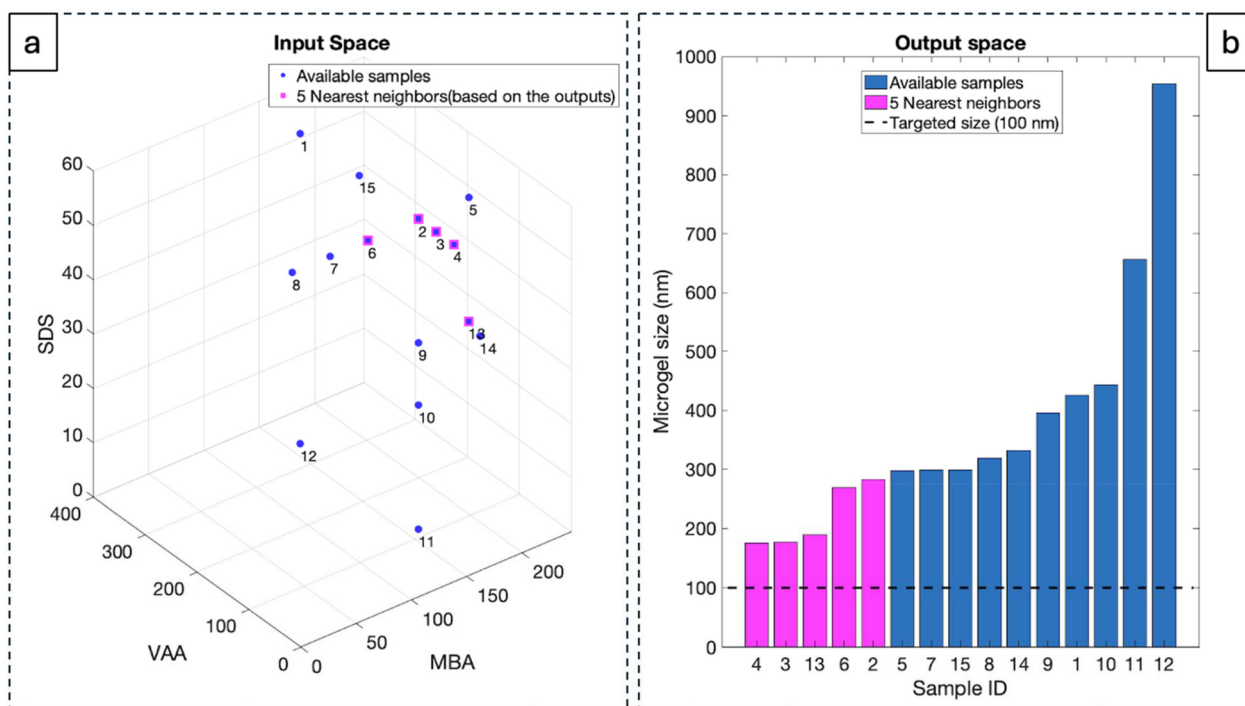 a
Input Space
Available samples
5 Nearest neighbors(based on the outputs)
1
15
5
2
3
4
6
7
8
13
14
9
10
12
11
60
50
40
30
20
10
0
SDS
400
300
200
100
0
VAA
0
50
100
150
200
MBA
b
Output space
Available samples
5 Nearest neighbors
Targeted size (100 nm)
1000
900
800
700
600
500
400
300
200
100
0
Microgel size (nm)
4 3 13 6 2 5 7 15 8 14 9 1 10 11 12
Sample ID